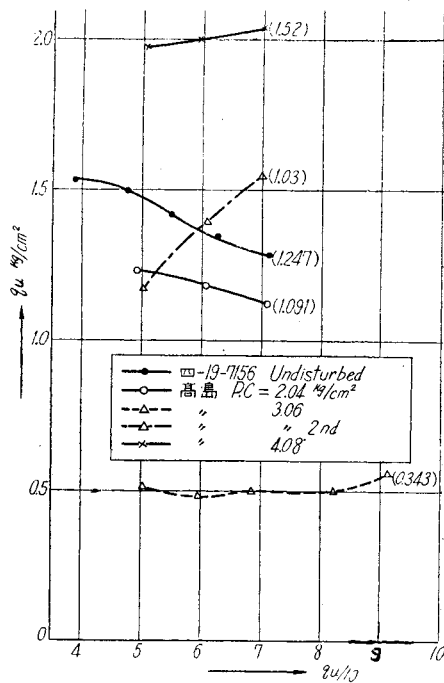 2.0
(1.52)
1.5
(1.03)
(1.247)
1.0
(1.091)
0.5
(0.343)
0
4 5 6 7 8 9 10
qu kg/cm²
四-19-7156 Undisturbed
高島 P.C = 2.04 kg/cm²
〃 3.06
〃 〃 2nd
〃 4.08